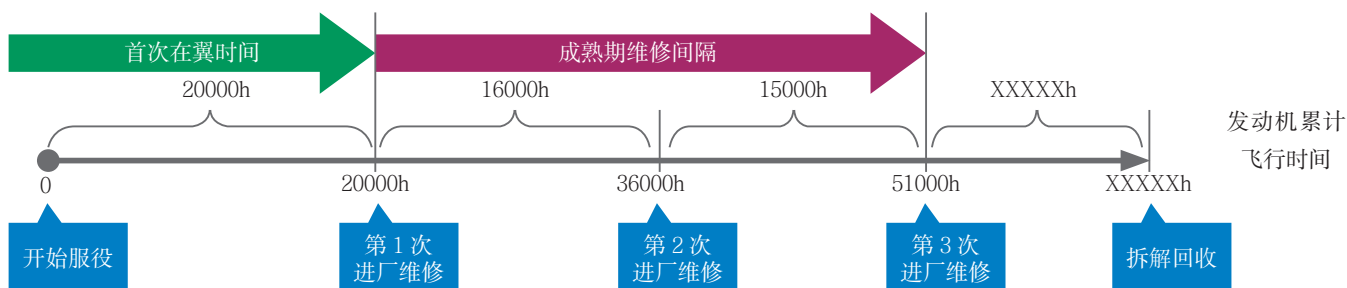 首次在翼时间
成熟期维修间隔
20000h
16000h
15000h
XXXXXh
发动机累计
飞行时间
0
20000h
36000h
51000h
XXXXXh
开始服役
第1次
进厂维修
第2次
进厂维修
第3次
进厂维修
拆解回收